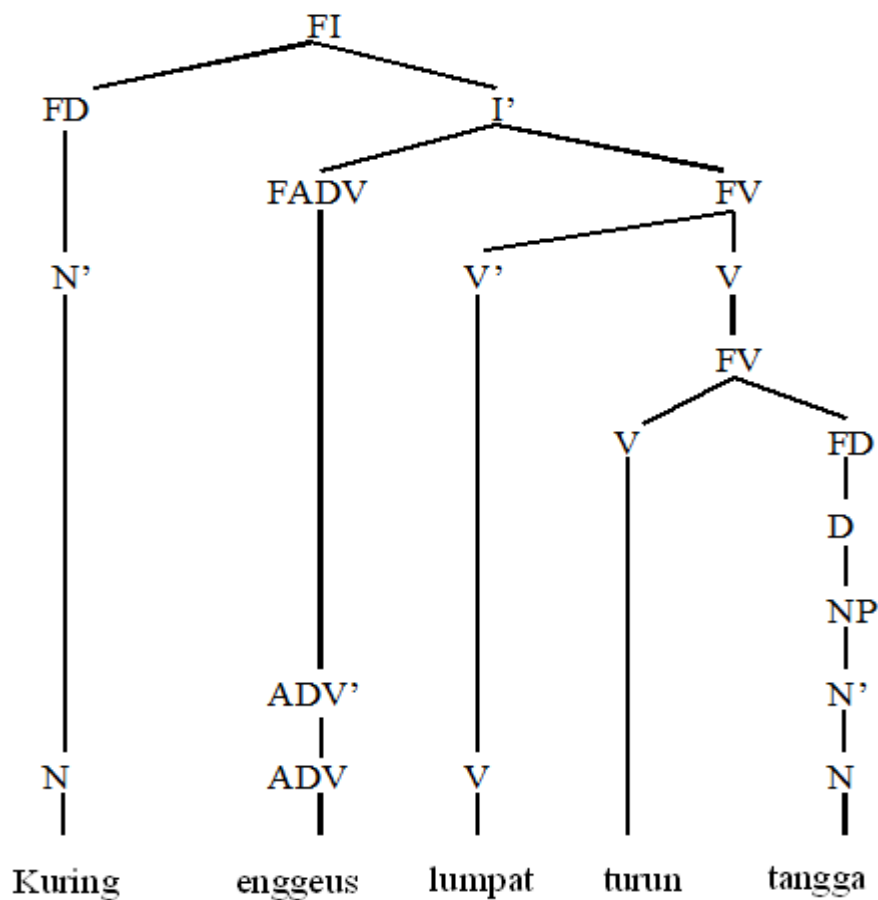 FI
FD I’
FADV FV
N’ V’ V
FV
V FD
D
NP
ADV’ N’
N ADV V N
Kuring enggeus lumpat turun tangga